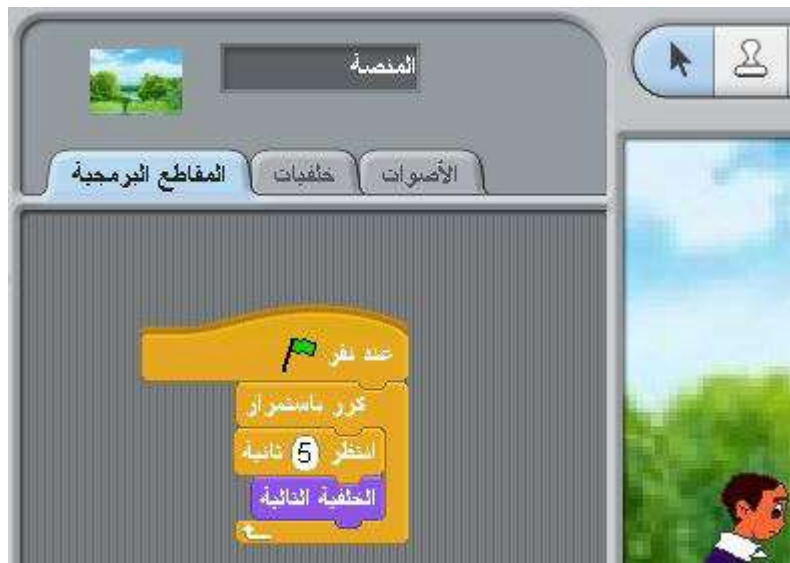 المنصة
الأصوات خلفيات المقاطع البرمجية
عند نقر
كرر باستمرار
انتظر 5 ثانية
الخلفية التالية